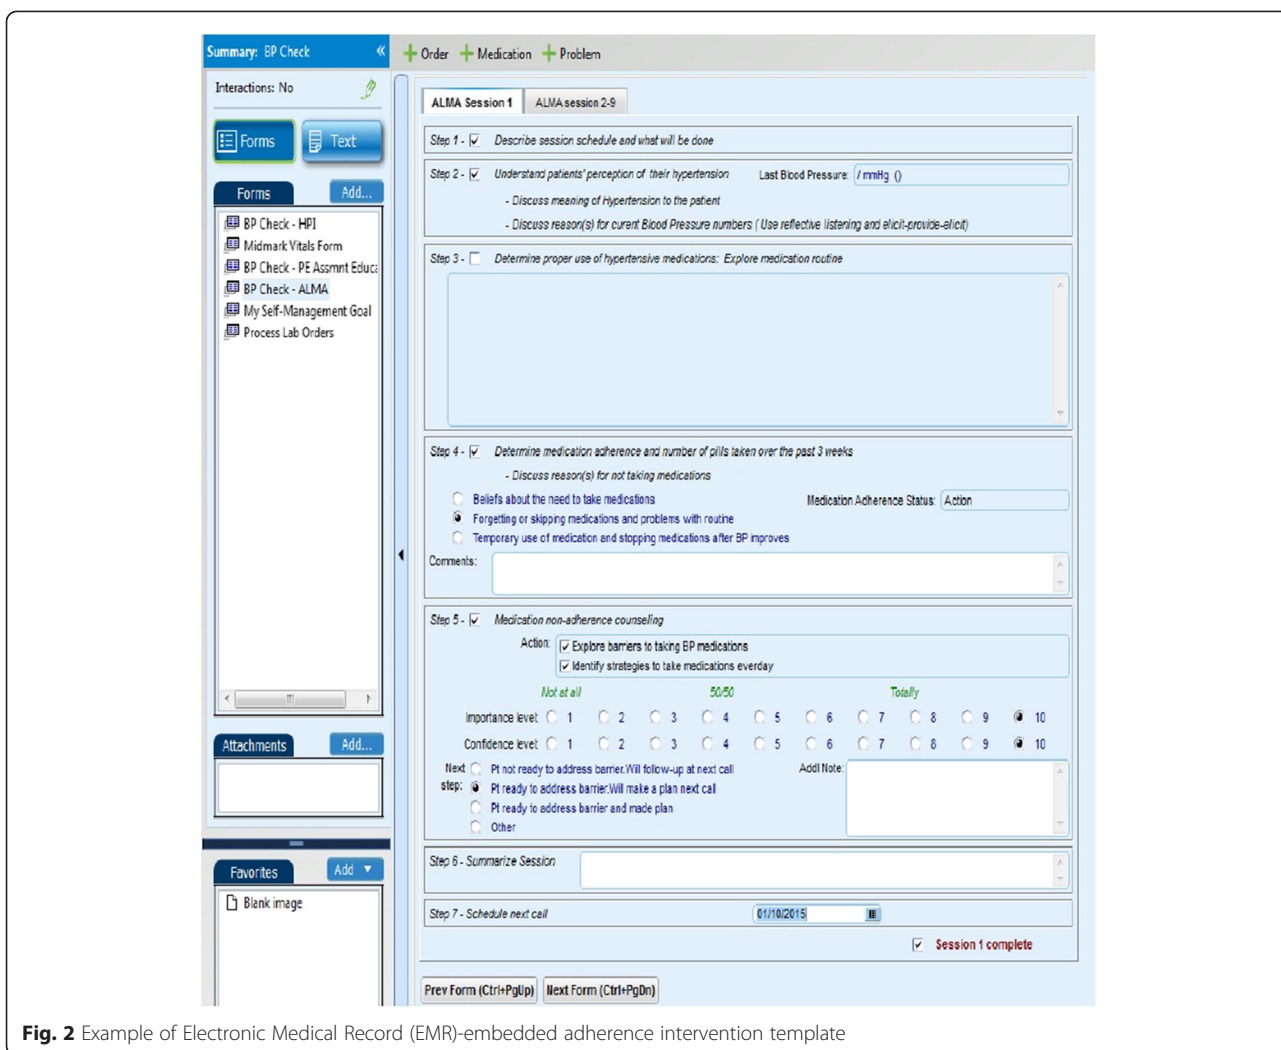 Summary: BP Check «
Order Medication Problem
Interactions: No
Forms Text
Forms Add...
BP Check - HPI
Midmark Vitals Form
BP Check - PE Assmnt Educa
BP Check - ALMA
My Self-Management Goal
Process Lab Orders
Attachments Add...
Favorites Add
Blank image
ALMA Session 1 ALMA session 2-9
Step 1 - Describe session schedule and what will be done
Step 2 - Understand patients' perception of their hypertension Last Blood Pressure: / mmHg ()
- Discuss meaning of Hypertension to the patient
- Discuss reason(s) for curent Blood Pressure numbers ( Use reflective listening and elicit-provide-elicit)
Step 3 - Determine proper use of hypertensive medications: Explore medication routine
Step 4 - Determine medication adherence and number of pills taken over the past 3 weeks
- Discuss reason(s) for not taking medications
Beliefs about the need to take medications Medication Adherence Status: Action
Forgetting or skipping medications and problems with routine
Temporary use of medication and stopping medications after BP improves
Comments:
Step 5 - Medication non-adherence counseling
Action: Explore barriers to taking BP medications
Identify strategies to take medications everday
Not at all 50/50 Totally
Importance level: 1 2 3 4 5 6 7 8 9 10
Confidence level: 1 2 3 4 5 6 7 8 9 10
Next step: Pt not ready to address barrier.Will follow-up at next call Addl Note:
Pt ready to address barrier.Will make a plan next call
Pt ready to address barrier and made plan
Other
Step 6 - Summarize Session
Step 7 - Schedule next call 01/10/2015
Session 1 complete
Prev Form (Ctrl+PgUp) Next Form (Ctrl+PgDn)
Fig. 2 Example of Electronic Medical Record (EMR)-embedded adherence intervention template